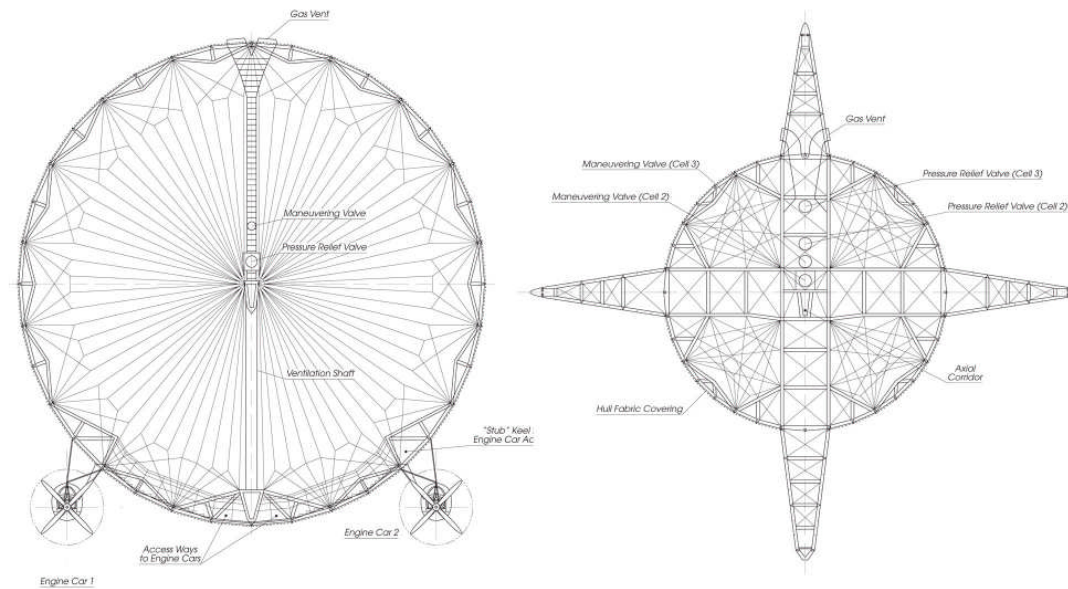 Gas Vent
Maneuvering Valve
Pressure Relief Valve
Ventilation Shaft
"Stub" Keel
Engine Car Ac
Engine Car 2
Access Ways
to Engine Cars
Engine Car 1
Gas Vent
Maneuvering Valve (Cell 3)
Pressure Relief Valve (Cell 3)
Maneuvering Valve (Cell 2)
Pressure Relief Valve (Cell 2)
Axial
Corridor
Hull Fabric Covering